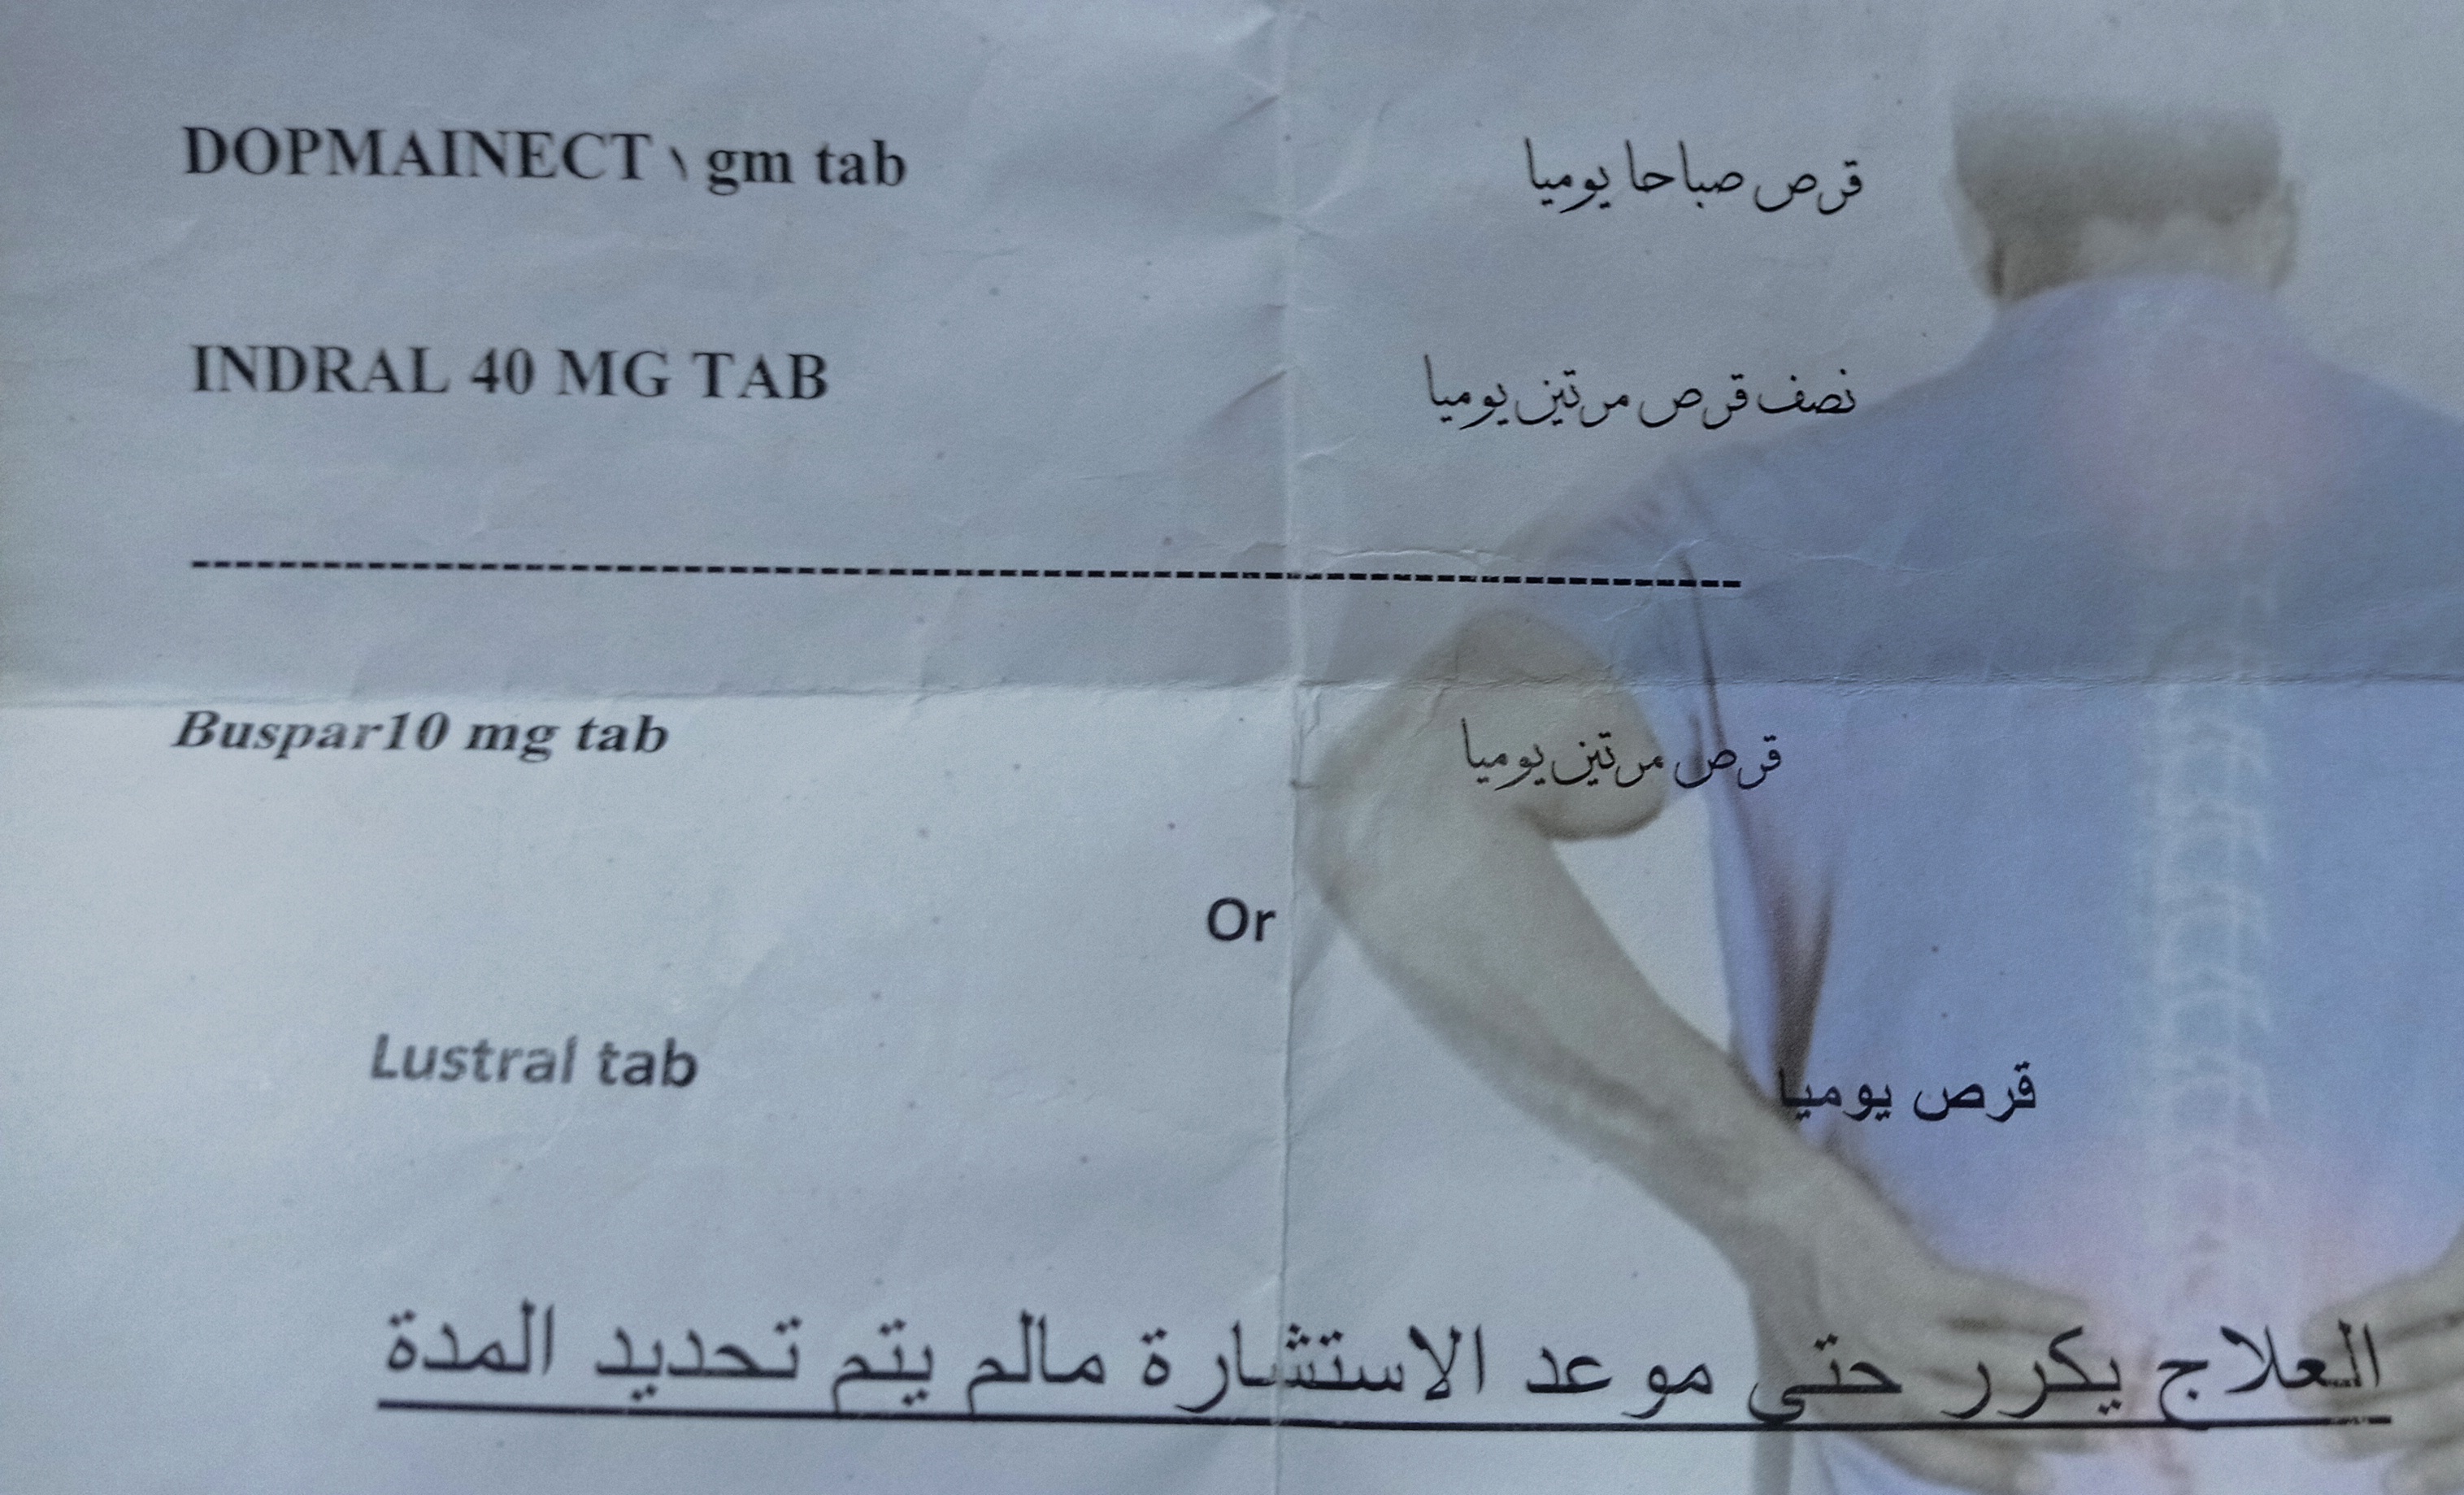 DOPMAINECT ١ gm tab قرص صباحا يوميا
INDRAL 40 MG TAB نصف قرص مرتين يوميا
--------------------------------------------------------------------------------
Buspar10 mg tab قرص مرتين يوميا
Or
Lustral tab قرص يوميا
العلاج يكرر حتى موعد الاستشارة مالم يتم تحديد المدة